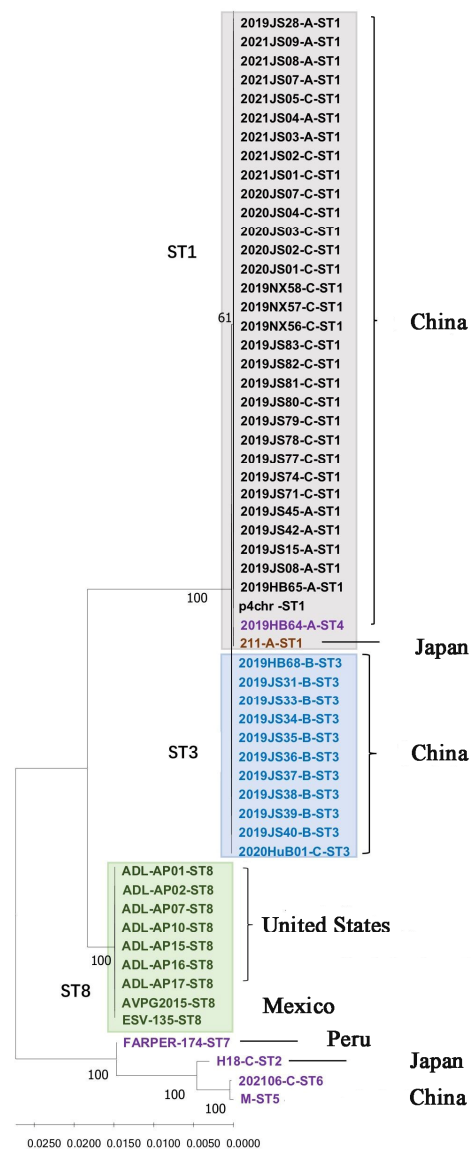 2019JS28-A-ST1
2021JS09-A-ST1
2021JS08-A-ST1
2021JS07-A-ST1
2021JS05-C-ST1
2021JS04-A-ST1
2021JS03-A-ST1
2021JS02-C-ST1
2021JS01-C-ST1
2020JS07-C-ST1
2020JS04-C-ST1
2020JS03-C-ST1
ST1
2020JS02-C-ST1
2020JS01-C-ST1
2019NX58-C-ST1
2019NX57-C-ST1
61
2019NX56-C-ST1
China
2019JS83-C-ST1
2019JS82-C-ST1
2019JS81-C-ST1
2019JS80-C-ST1
2019JS79-C-ST1
2019JS78-C-ST1
2019JS77-C-ST1
2019JS74-C-ST1
2019JS71-C-ST1
2019JS45-A-ST1
2019JS42-A-ST1
2019JS15-A-ST1
2019JS08-A-ST1
2019HB65-A-ST1
100
p4chr -ST1
2019HB64-A-ST4
211-A-ST1
Japan
2019HB68-B-ST3
2019JS31-B-ST3
2019JS33-B-ST3
2019JS34-B-ST3
2019JS35-B-ST3
ST3
2019JS36-B-ST3
China
2019JS37-B-ST3
2019JS38-B-ST3
2019JS39-B-ST3
2019JS40-B-ST3
2020HuB01-C-ST3
ADL-AP01-ST8
ADL-AP02-ST8
ADL-AP07-ST8
ADL-AP10-ST8
United States
ADL-AP15-ST8
100
ADL-AP16-ST8
ST8
ADL-AP17-ST8
AVPG2015-ST8
Mexico
ESV-135-ST8
FARPER-174-ST7
Peru
H18-C-ST2
Japan
100
202106-C-ST6
100
M-ST5
China
100
0.0250 0.0200 0.0150 0.0100 0.0050 0.0000